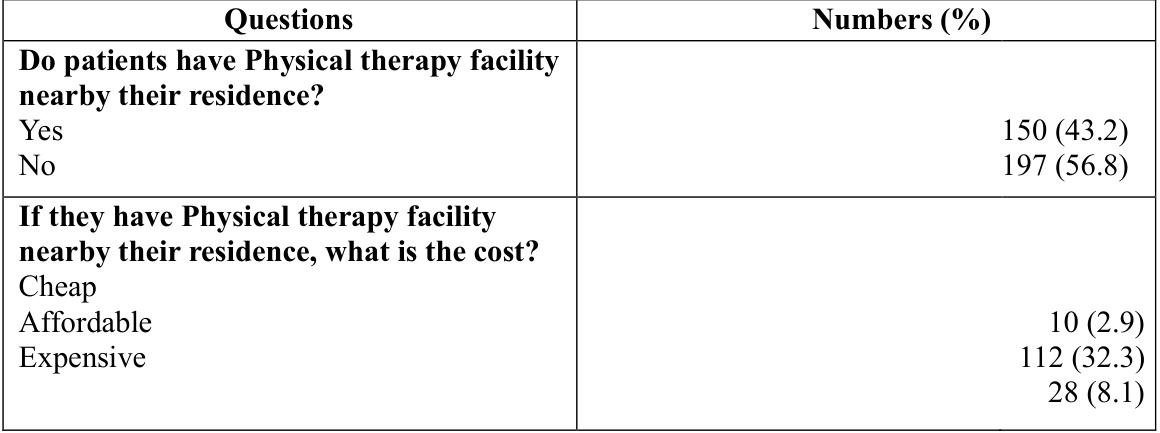 Questions Numbers (%)
Do patients have Physical therapy facility
nearby their residence?
Yes 150 (43.2)
No 197 (56.8)
If they have Physical therapy facility
nearby their residence, what is the cost?
Cheap
Affordable 10 (2.9)
Expensive 112 (32.3)
28 (8.1)